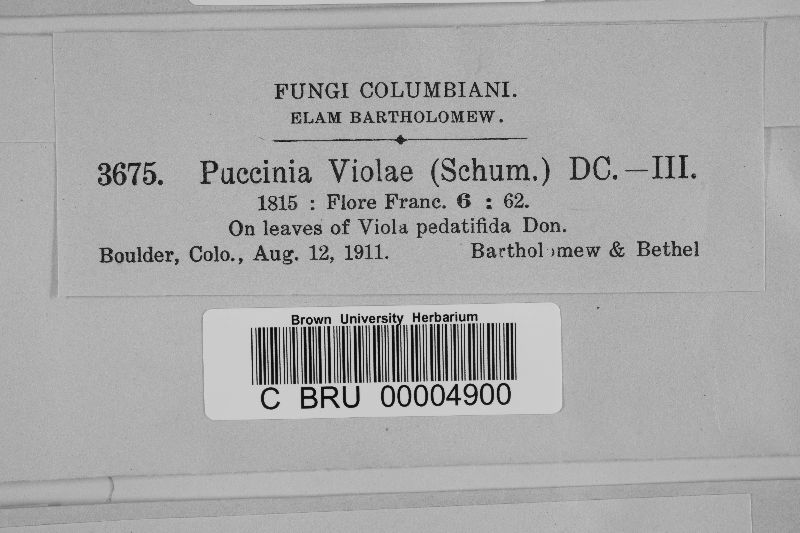 FUNGI COLUMBIANI.
ELAM BARTHOLOMEW.
3675. Puccinia Violae (Schum.) DC.—III.
1815 : Flore Franc. 6 : 62.
On leaves of Viola pedatifida Don.
Boulder, Colo., Aug. 12, 1911. Bartholomew & Bethel
Brown University Herbarium
C BRU 00004900